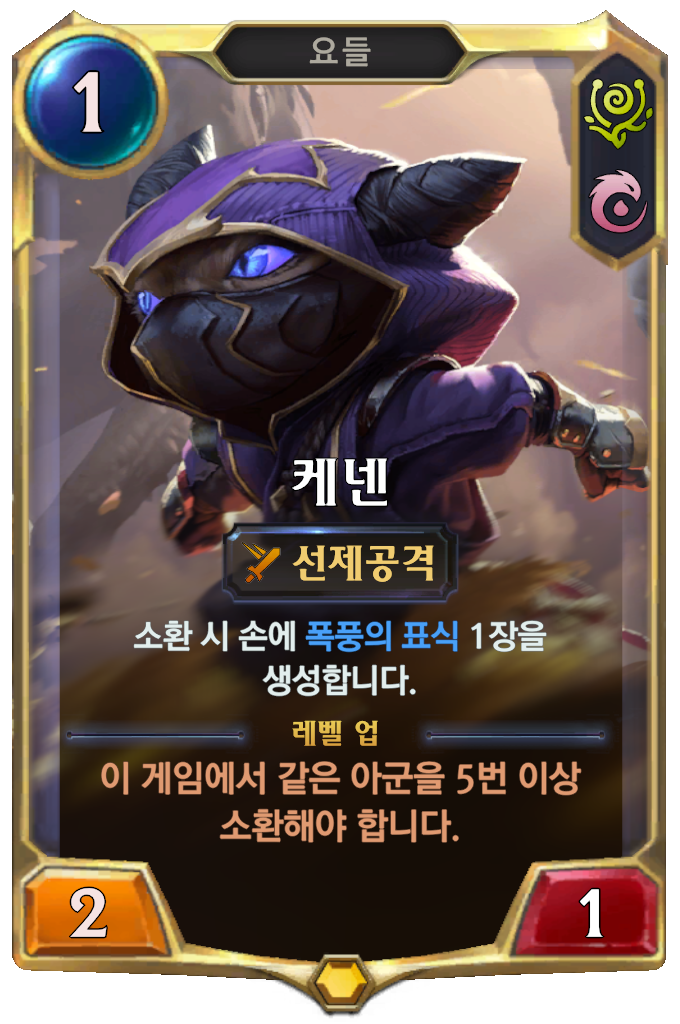 요들
1
케넨
선제공격
소환 시 손에 폭풍의 표식 1장을
생성합니다.
레벨 업
이 게임에서 같은 아군을 5번 이상
소환해야 합니다.
2
1